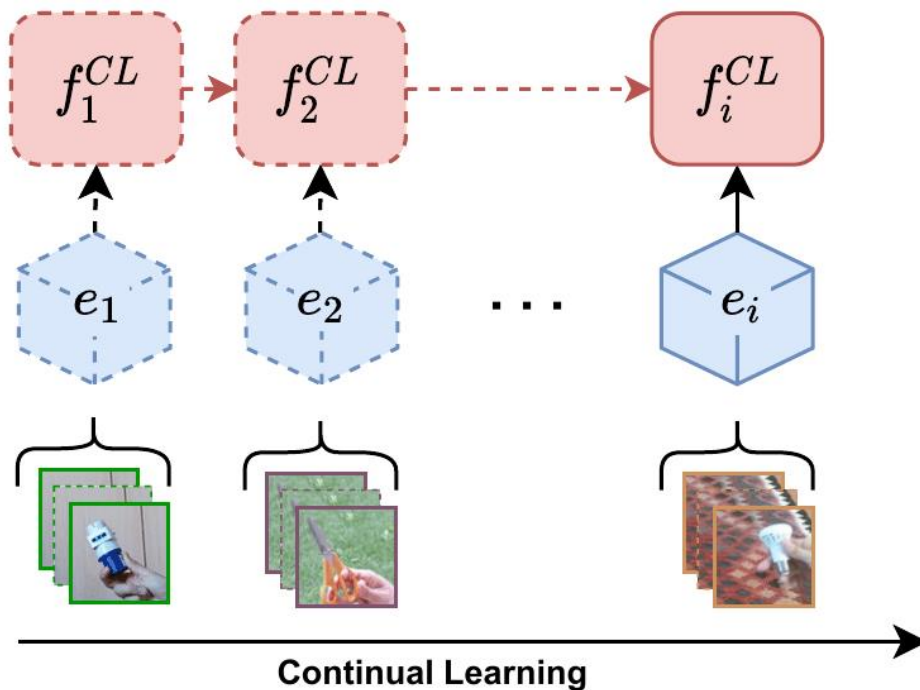 f_1^{CL} f_2^{CL} f_i^{CL}
e_1 e_2 ... e_i
Continual Learning